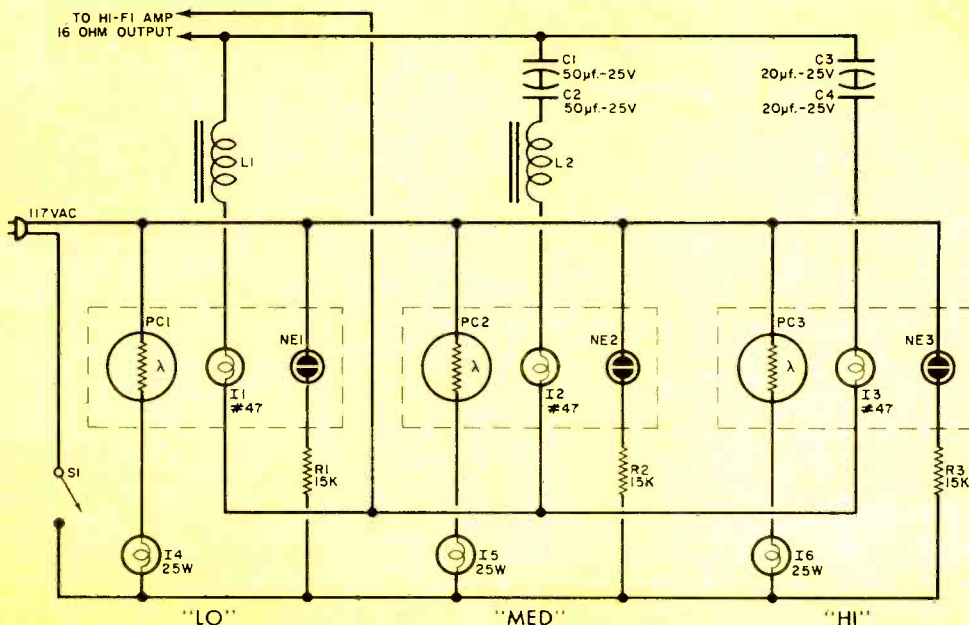 TO HI-FI AMP
16 OHM OUTPUT
C1
50µf.-25V
C2
50µf.-25V
C3
20µf.-25V
C4
20µf.-25V
L1
L2
117VAC
PC1
λ
I1
#47
NE1
PC2
λ
I2
#47
NE2
PC3
λ
I3
#47
NE3
S1
R1
15K
R2
15K
R3
15K
I4
25W
I5
25W
I6
25W
"LO"
"MED"
"HI"